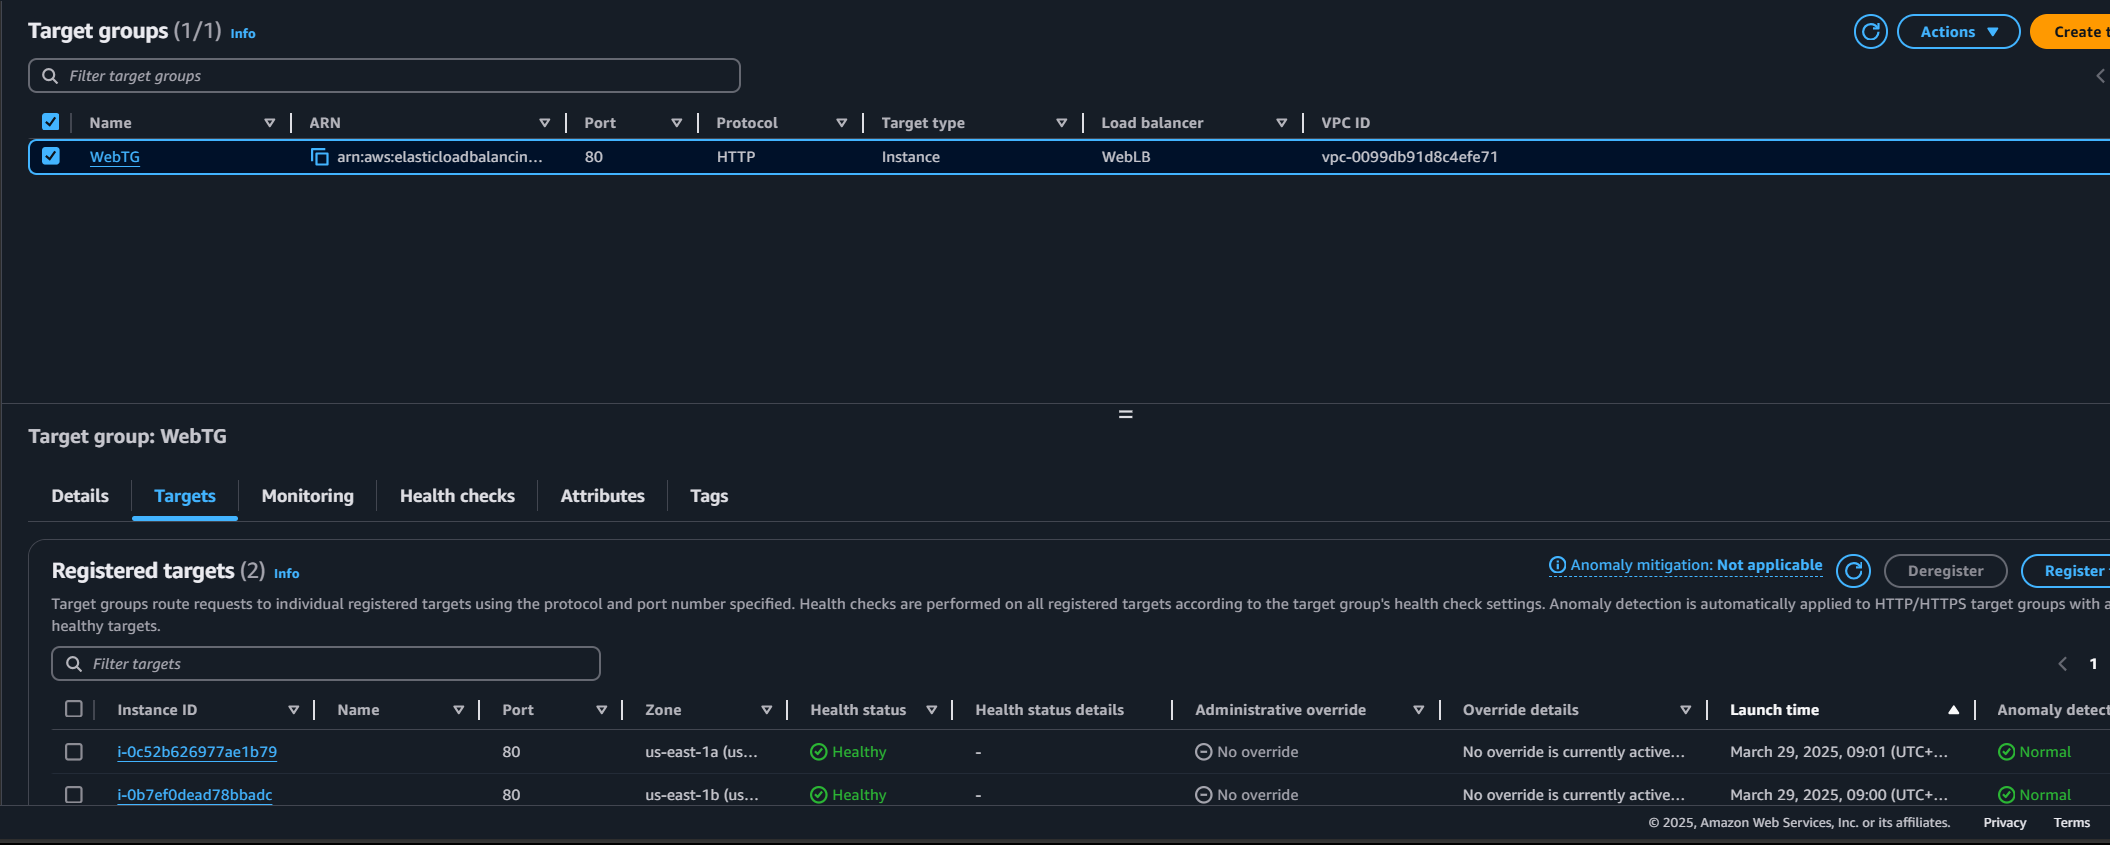 Target groups (1/1) Info
Actions
Create t
Filter target groups
Name ARN Port Protocol Target type Load balancer VPC ID
WebTG arn:aws:elasticloadbalancin... 80 HTTP Instance WebLB vpc-0099db91d8c4efe71
Target group: WebTG
Details Targets Monitoring Health checks Attributes Tags
Registered targets (2) Info
Anomaly mitigation: Not applicable
Deregister
Register
Target groups route requests to individual registered targets using the protocol and port number specified. Health checks are performed on all registered targets according to the target group's health check settings. Anomaly detection is automatically applied to HTTP/HTTPS target groups with a
healthy targets.
Filter targets
1
Instance ID Name Port Zone Health status Health status details Administrative override Override details Launch time Anomaly detect
i-0c52b626977ae1b79 80 us-east-1a (us... Healthy - No override No override is currently active... March 29, 2025, 09:01 (UTC+... Normal
i-0b7ef0dead78bbadc 80 us-east-1b (us... Healthy - No override No override is currently active... March 29, 2025, 09:00 (UTC+... Normal
© 2025, Amazon Web Services, Inc. or its affiliates. Privacy Terms